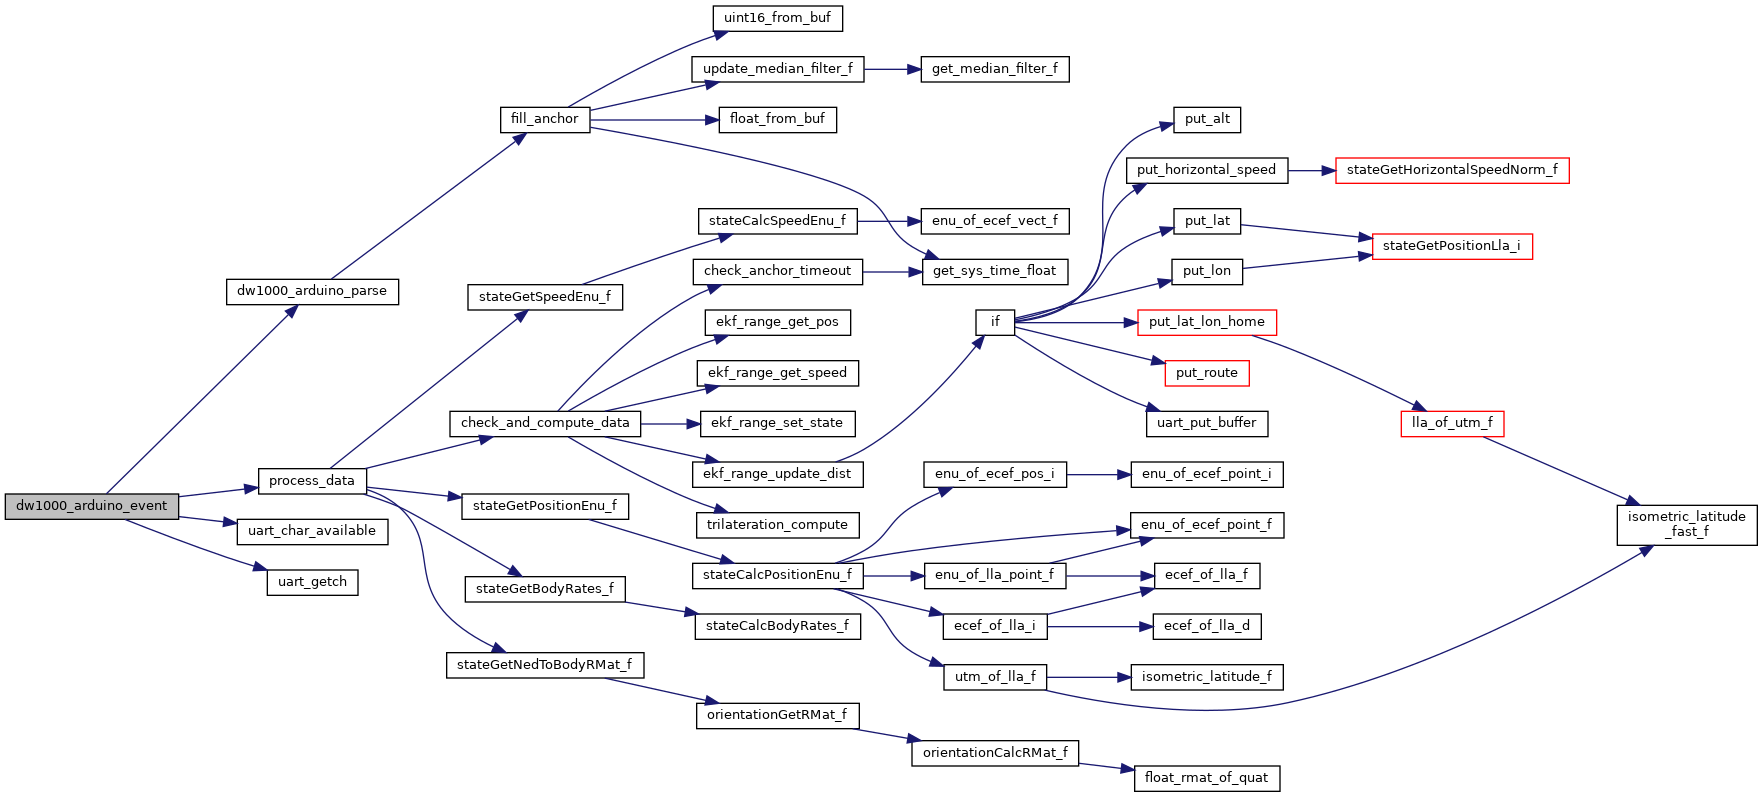 uint16_from_buf
update_median_filter_f
get_median_filter_f
fill_anchor
float_from_buf
put_alt
put_horizontal_speed
stateGetHorizontalSpeedNorm_f
stateCalcSpeedEnu_f
enu_of_ecef_vect_f
put_lat
stateGetPositionLla_i
check_anchor_timeout
get_sys_time_float
put_lon
dw1000_arduino_parse
stateGetSpeedEnu_f
ekf_range_get_pos
if
put_lat_lon_home
ekf_range_get_speed
put_route
check_and_compute_data
ekf_range_set_state
uart_put_buffer
lla_of_utm_f
process_data
ekf_range_update_dist
enu_of_ecef_pos_i
enu_of_ecef_point_i
dw1000_arduino_event
stateGetPositionEnu_f
trilateration_compute
enu_of_ecef_point_f
isometric_latitude
_fast_f
uart_char_available
stateCalcPositionEnu_f
enu_of_lla_point_f
ecef_of_lla_f
uart_getch
stateGetBodyRates_f
stateCalcBodyRates_f
ecef_of_lla_i
ecef_of_lla_d
stateGetNedToBodyRMat_f
utm_of_lla_f
isometric_latitude_f
orientationGetRMat_f
orientationCalcRMat_f
float_rmat_of_quat